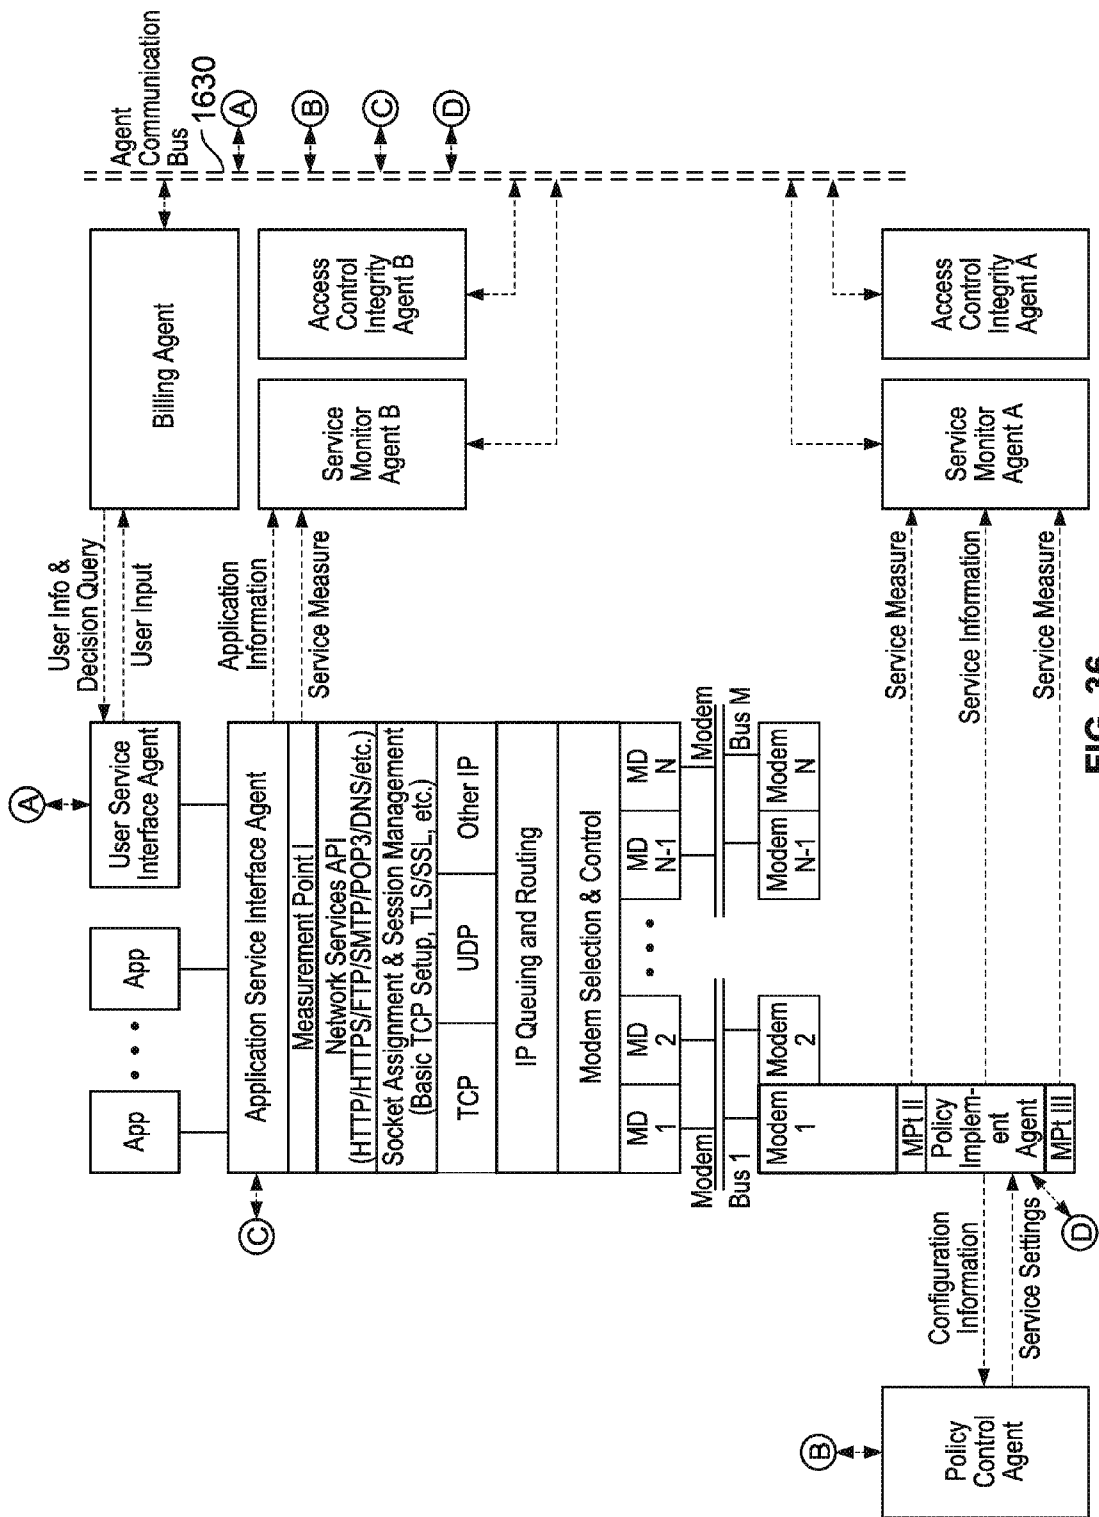 Agent
Communication
Bus
1630
A
B
C
D
Billing Agent
Access
Control
Integrity
Agent B
Service
Monitor
Agent B
Access
Control
Integrity
Agent A
Service
Monitor
Agent A
User Info &
Decision Query
User Input
Application
Information
Service Measure
Service Measure
Service Information
Service Measure
A
User Service
Interface Agent
App
App
Application Service Interface Agent
Measurement Point I
Network Services API
(HTTP/HTTPS/FTP/SMTP/POP3/DNS/etc.)
Socket Assignment & Session Management
(Basic TCP Setup, TLS/SSL, etc.)
TCP
UDP
Other IP
IP Queuing and Routing
Modem Selection & Control
MD
1
MD
2
MD
N-1
MD
N
Modem
Bus 1
Modem
Bus M
Modem
1
Modem
2
Modem
N-1
Modem
N
MPt II
Policy
Implem-
ent
Agent
MPt III
C
Configuration
Information
Service Settings
D
B
Policy
Control
Agent
FIG. 36